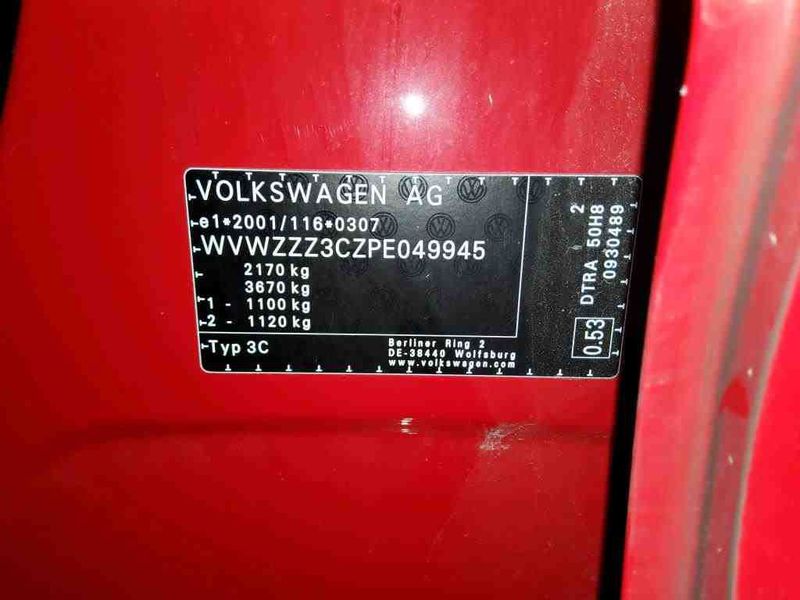 VOLKSWAGEN AG
e1*2001/116*0307
WVWZZZ3CZPE049945
2170 kg
3670 kg
1 - 1100 kg
2 - 1120 kg
Typ 3C
Berliner Ring 2
DE-38440 Wolfsburg
www.volkswagen.com
2
DTRA 50H8
0930489
0.53